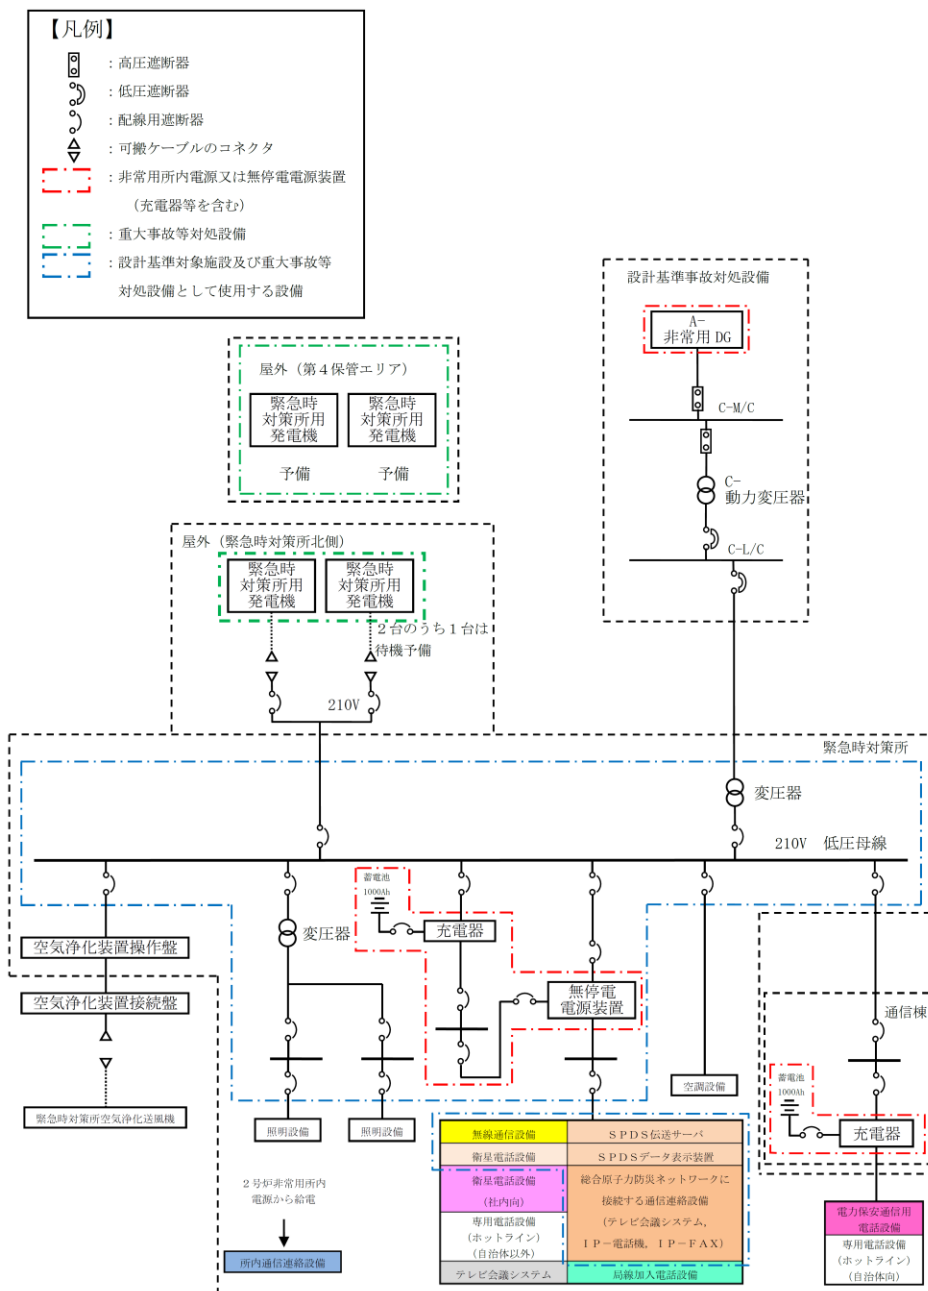 【凡例】
：高圧遮断器
：低圧遮断器
：配線用遮断器
：可搬ケーブルのコネクタ
：非常用所内電源又は無停電電源装置
（充電器等を含む）
：重大事故等対処設備
：設計基準対象施設及び重大事故等
対処設備として使用する設備
設計基準事故対処設備
A−
非常用 DG
C-M/C
C-
動力変圧器
C-L/C
屋外（第４保管エリア）
緊急時
対策所用
発電機
緊急時
対策所用
発電機
予備
予備
屋外（緊急時対策所北側）
緊急時
対策所用
発電機
緊急時
対策所用
発電機
２台のうち１台は
待機予備
210V
緊急時対策所
変圧器
210V 低圧母線
蓄電池
1000Ah
変圧器
充電器
空気浄化装置操作盤
無停電
電源装置
空気浄化装置接続盤
通信棟
緊急時対策所空気浄化送風機
照明設備
照明設備
空調設備
蓄電池
1000Ah
充電器
２号炉非常用所内
電源から給電
所内通信連絡設備
無線通信設備
衛星電話設備
衛星電話設備
（社内向）
専用電話設備
（ホットライン）
（自治体以外）
テレビ会議システム
ＳＰＤＳ伝送サーバ
ＳＰＤＳデータ表示装置
総合原子力防災ネットワークに
接続する通信連絡設備
（テレビ会議システム，
ＩＰ−電話機，ＩＰ−ＦＡＸ）
局線加入電話設備
電力保安通信用
電話設備
専用電話設備
（ホットライン）
（自治体向）